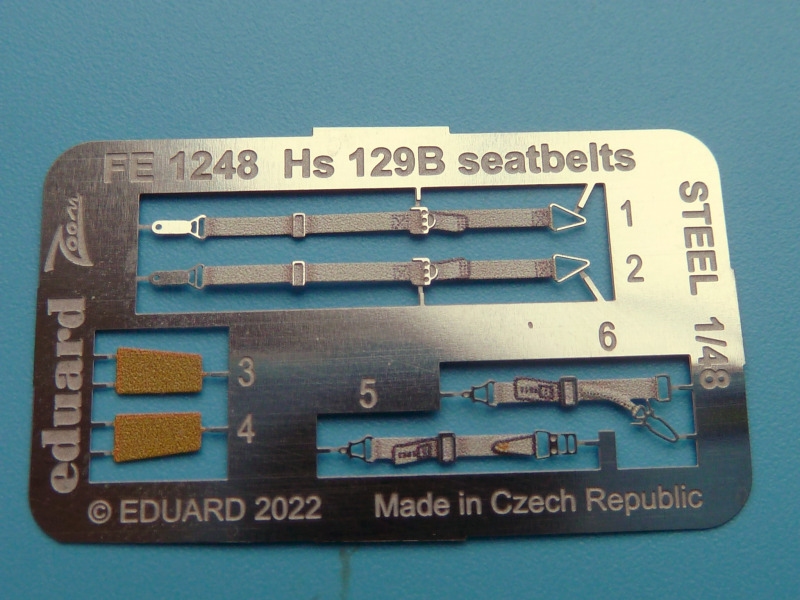 FE 1248 Hs 129B seatbelts
Zoom
eduard
STEEL 1/48
1
2
3
4
5
6
© EDUARD 2022
Made in Czech Republic